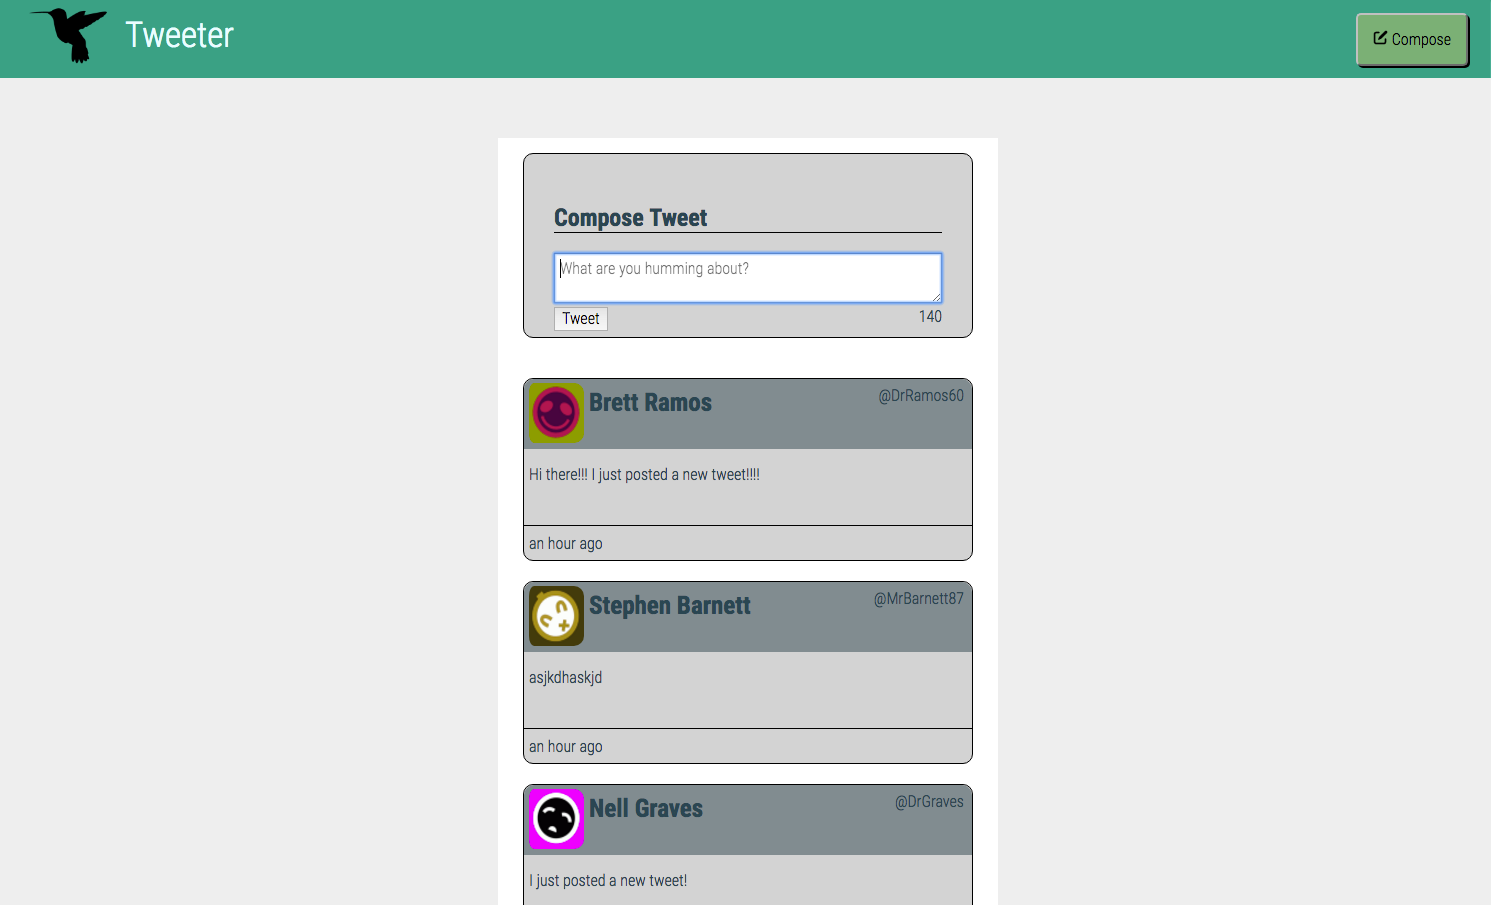 Tweeter
Compose
Compose Tweet
What are you humming about?
Tweet
140
Brett Ramos
@DrRamos60
Hi there!!! I just posted a new tweet!!!!
an hour ago
Stephen Barnett
@MrBarnett87
asjkdhaskjd
an hour ago
Nell Graves
@DrGraves
I just posted a new tweet!